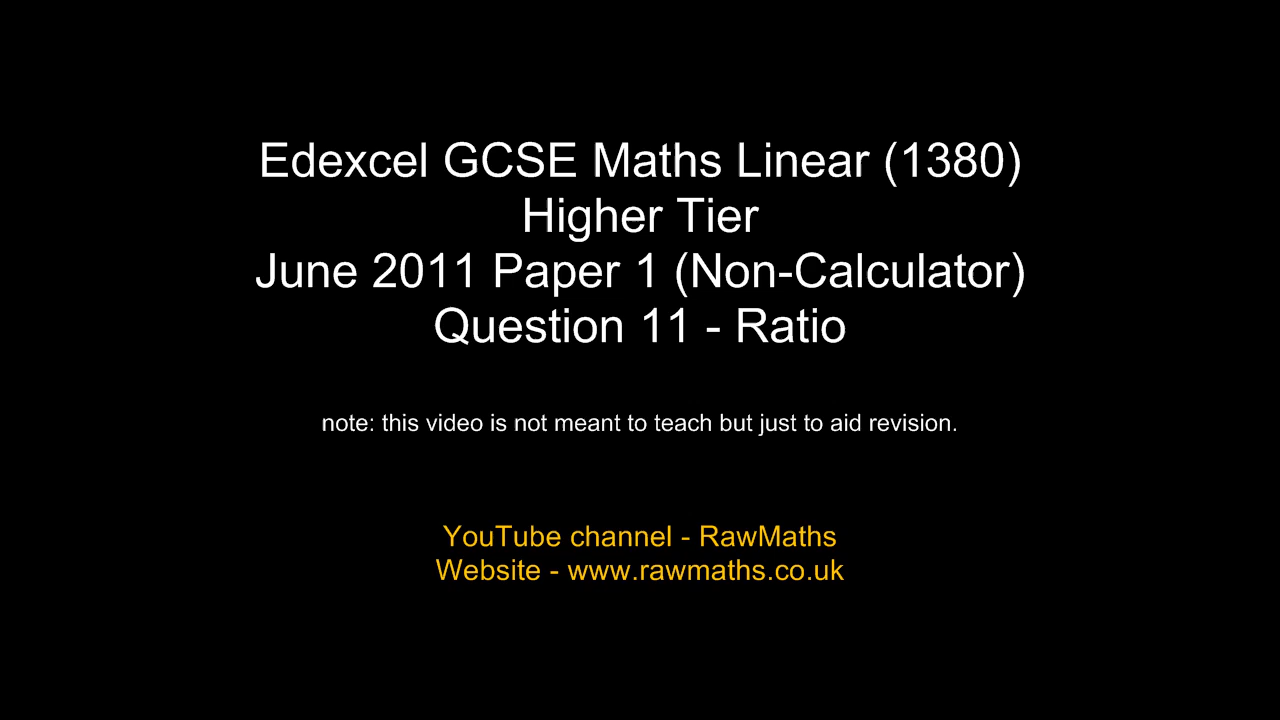 Edexcel GCSE Maths Linear (1380)
Higher Tier
June 2011 Paper 1 (Non-Calculator)
Question 11 - Ratio
note: this video is not meant to teach but just to aid revision.
YouTube channel - RawMaths
Website - www.rawmaths.co.uk